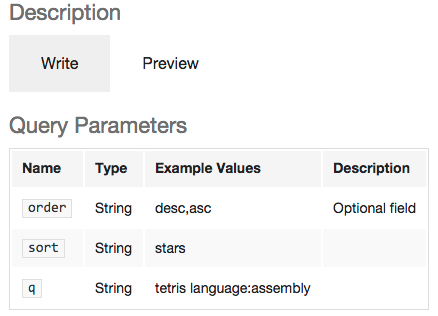 Description
Write Preview
Query Parameters
Name Type Example Values Description
order String desc,asc Optional field
sort String stars
q String tetris language:assembly